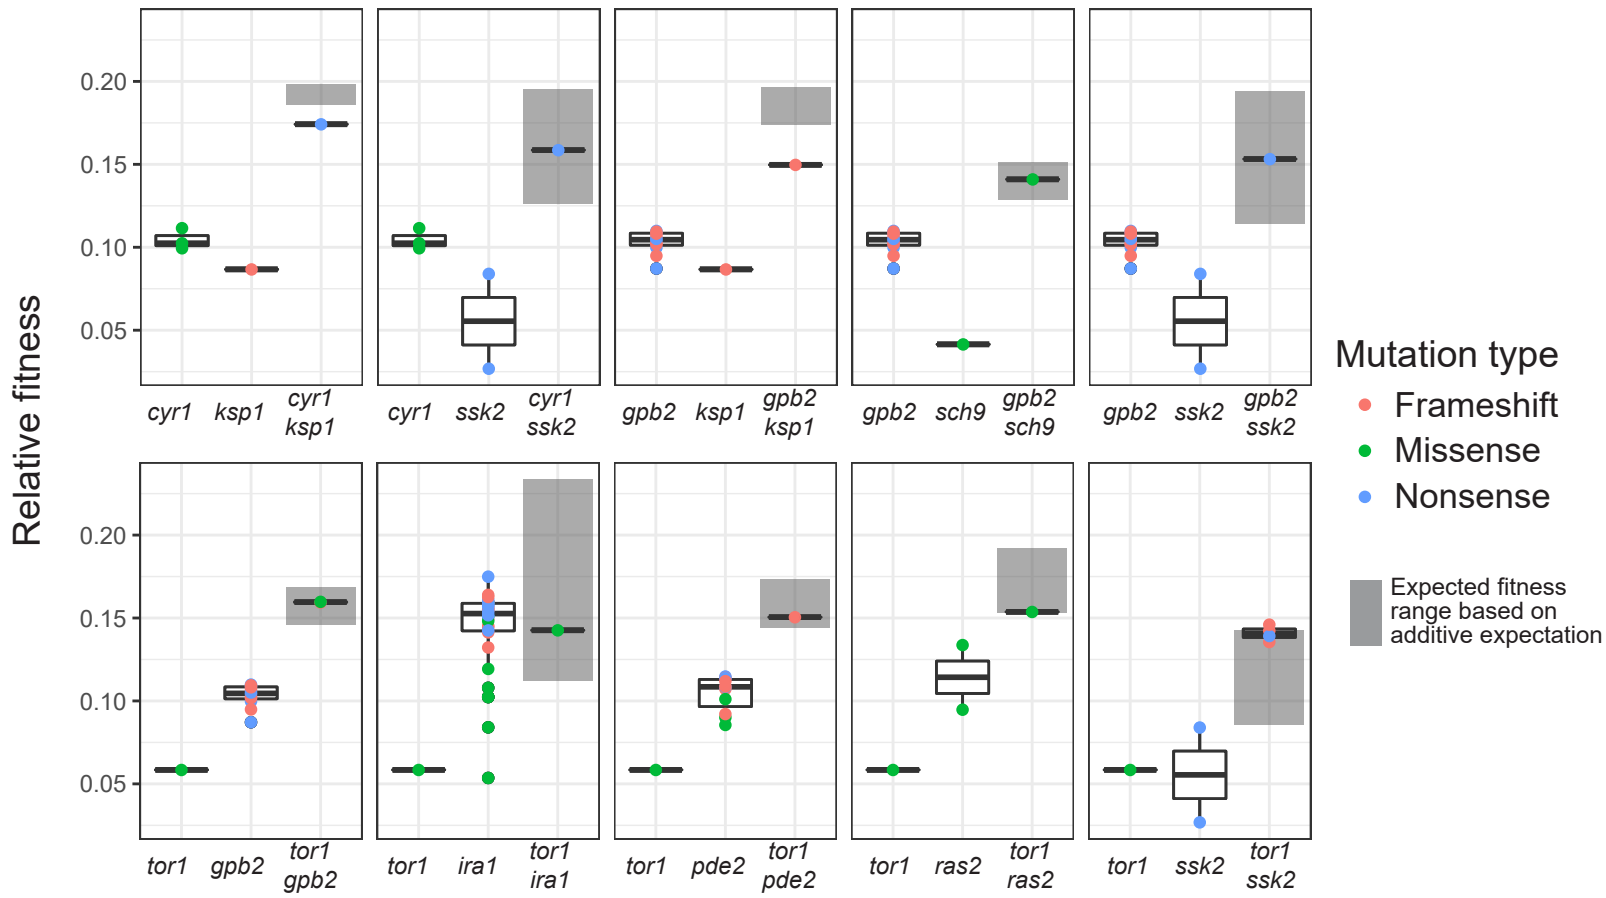 Relative fitness
0.20
0.15
0.10
0.05
cyr1 ksp1 cyr1
ksp1
cyr1 ssk2 cyr1
ssk2
gpb2 ksp1 gpb2
ksp1
gpb2 sch9 gpb2
sch9
gpb2 ssk2 gpb2
ssk2
0.20
0.15
0.10
0.05
tor1 gpb2 tor1
gpb2
tor1 ira1 tor1
ira1
tor1 pde2 tor1
pde2
tor1 ras2 tor1
ras2
tor1 ssk2 tor1
ssk2
Mutation type
Frameshift
Missense
Nonsense
Expected fitness
range based on
additive expectation